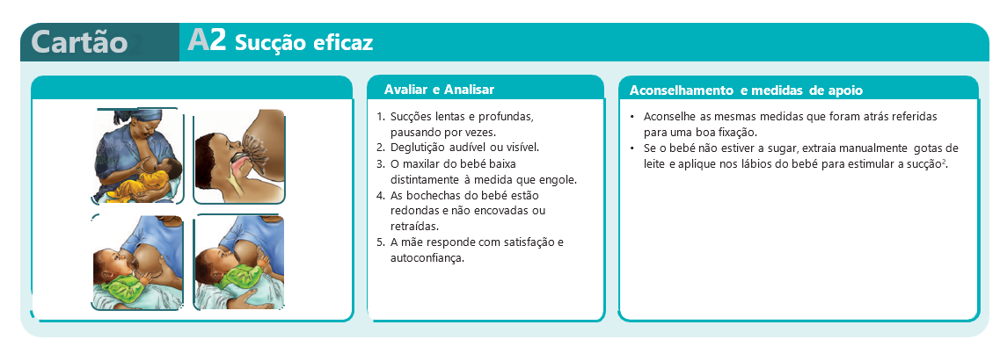 Cartão
A2 Sucção eficaz
Avaliar e Analisar
1. Sucções lentas e profundas,
pausando por vezes.
2. Deglutição audível ou visível.
3. O maxilar do bebé baixa
distintamente à medida que engole.
4. As bochechas do bebé estão
redondas e não encovadas ou
retraídas.
5. A mãe responde com satisfação e
autoconfiança.
Aconselhamento e medidas de apoio
• Aconselhe as mesmas medidas que foram atrás referidas
para uma boa fixação.
• Se o bebé não estiver a sugar, extraia manualmente gotas de
leite e aplique nos lábios do bebé para estimular a sucção².